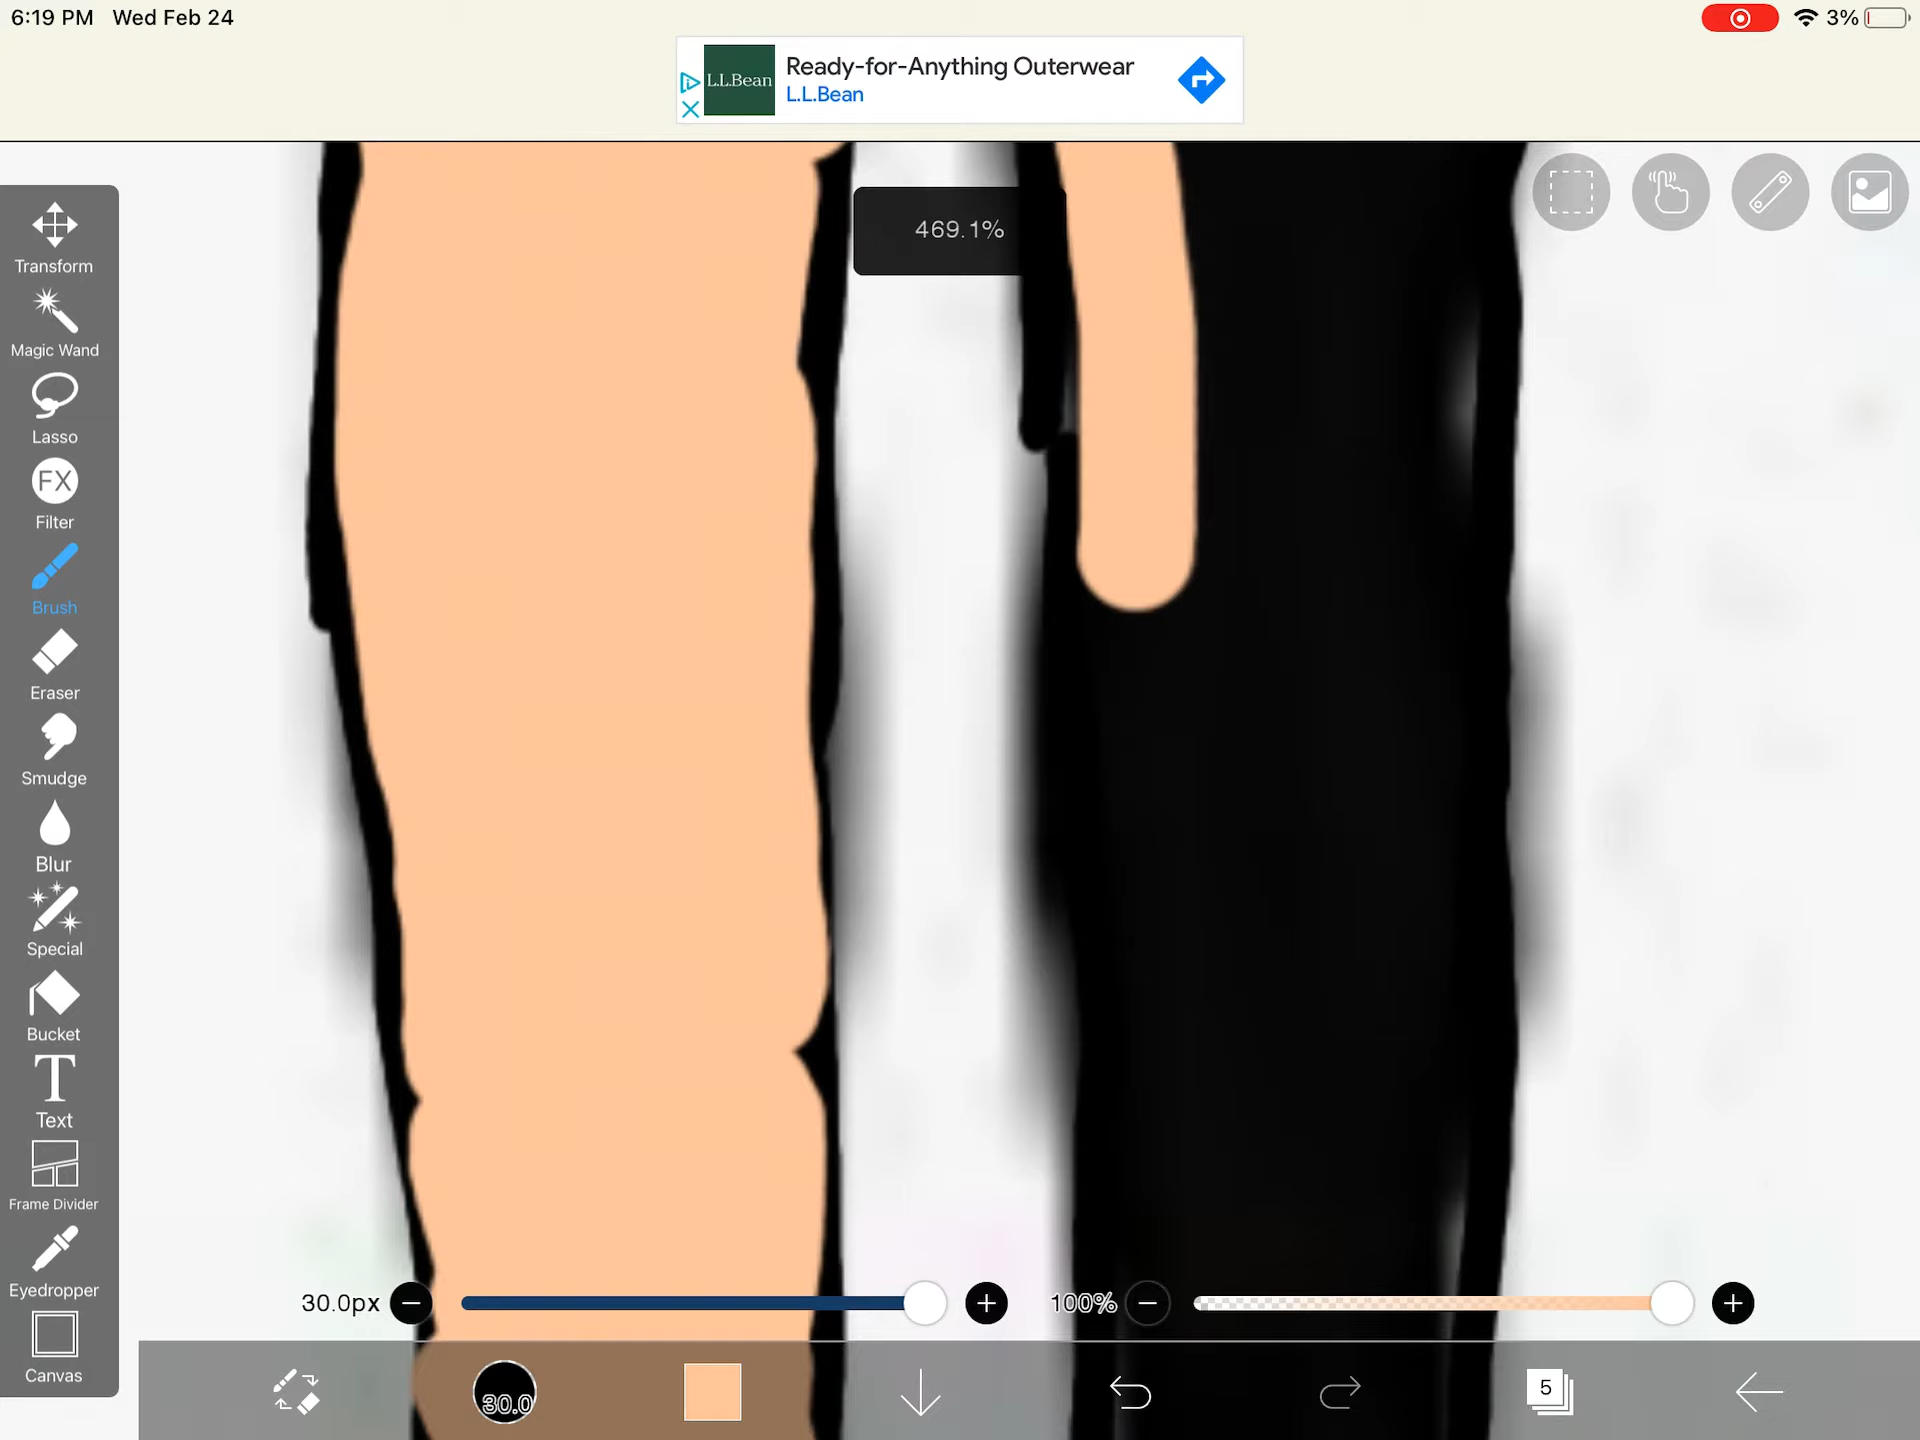 6:19 PM Wed Feb 24
3%
L.L.Bean
Ready-for-Anything Outerwear
L.L.Bean
469.1%
Transform
Magic Wand
Lasso
FX
Filter
Brush
Eraser
Smudge
Blur
Special
Bucket
T
Text
Frame Divider
Eyedropper
Canvas
30.0px
100%
30.0
5